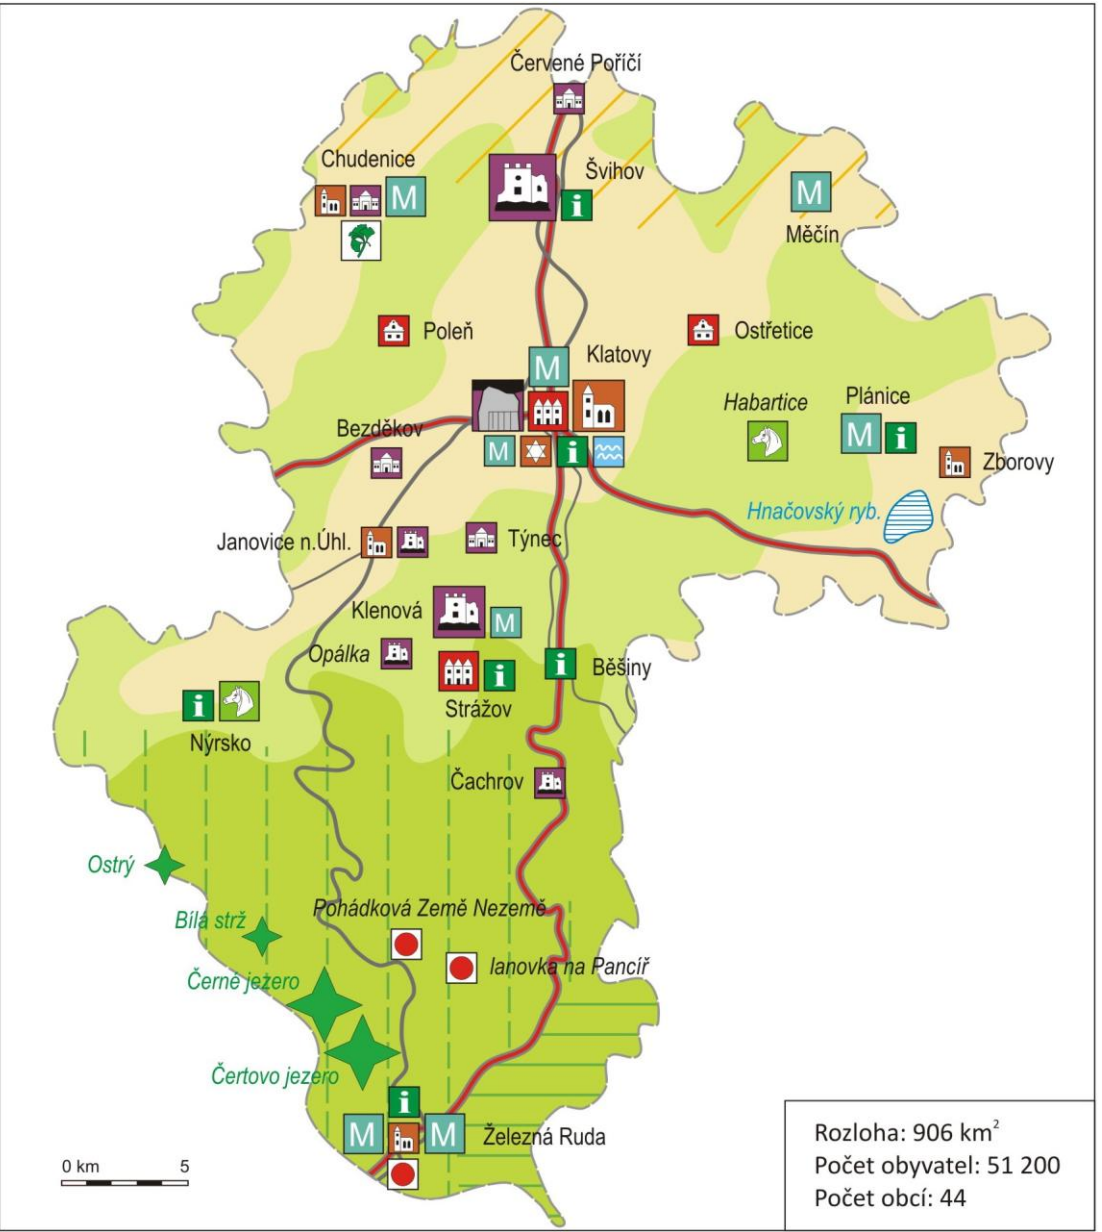 Červené Poříčí
Chudenice
M
Švihov
i
M
Měčín
Poleň
Ostřetice
Klatovy
M
Habartice
Plánice
Bezděkov
M
i
M
i
Zborovy
Hnačovský ryb.
Janovice n.Úhl.
Týnec
Klenová
M
Opálka
i
i
Běšiny
Strážov
i
Nýrsko
Čachrov
Ostrý
Pohádková Země Nezemě
Bílá strž
lanovka na Pancíř
Černé jezero
Čertovo jezero
i
M
M
Železná Ruda
0 km 5
Rozloha: 906 km²
Počet obyvatel: 51 200
Počet obcí: 44